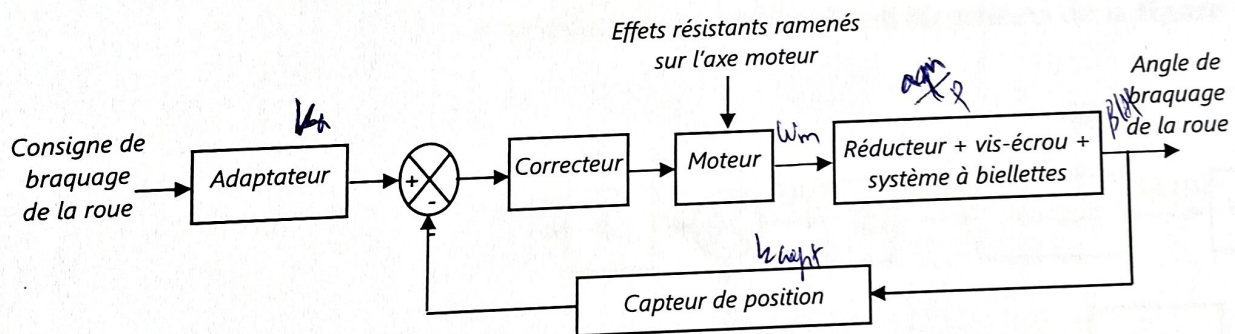 Effets résistants ramenés
sur l'axe moteur
Consigne de
braquage
de la roue
Adaptateur
+
-
Correcteur
Moteur
Wm
Réducteur + vis-écrou +
système à biellettes
Angle de
braquage
de la roue
Capteur de position